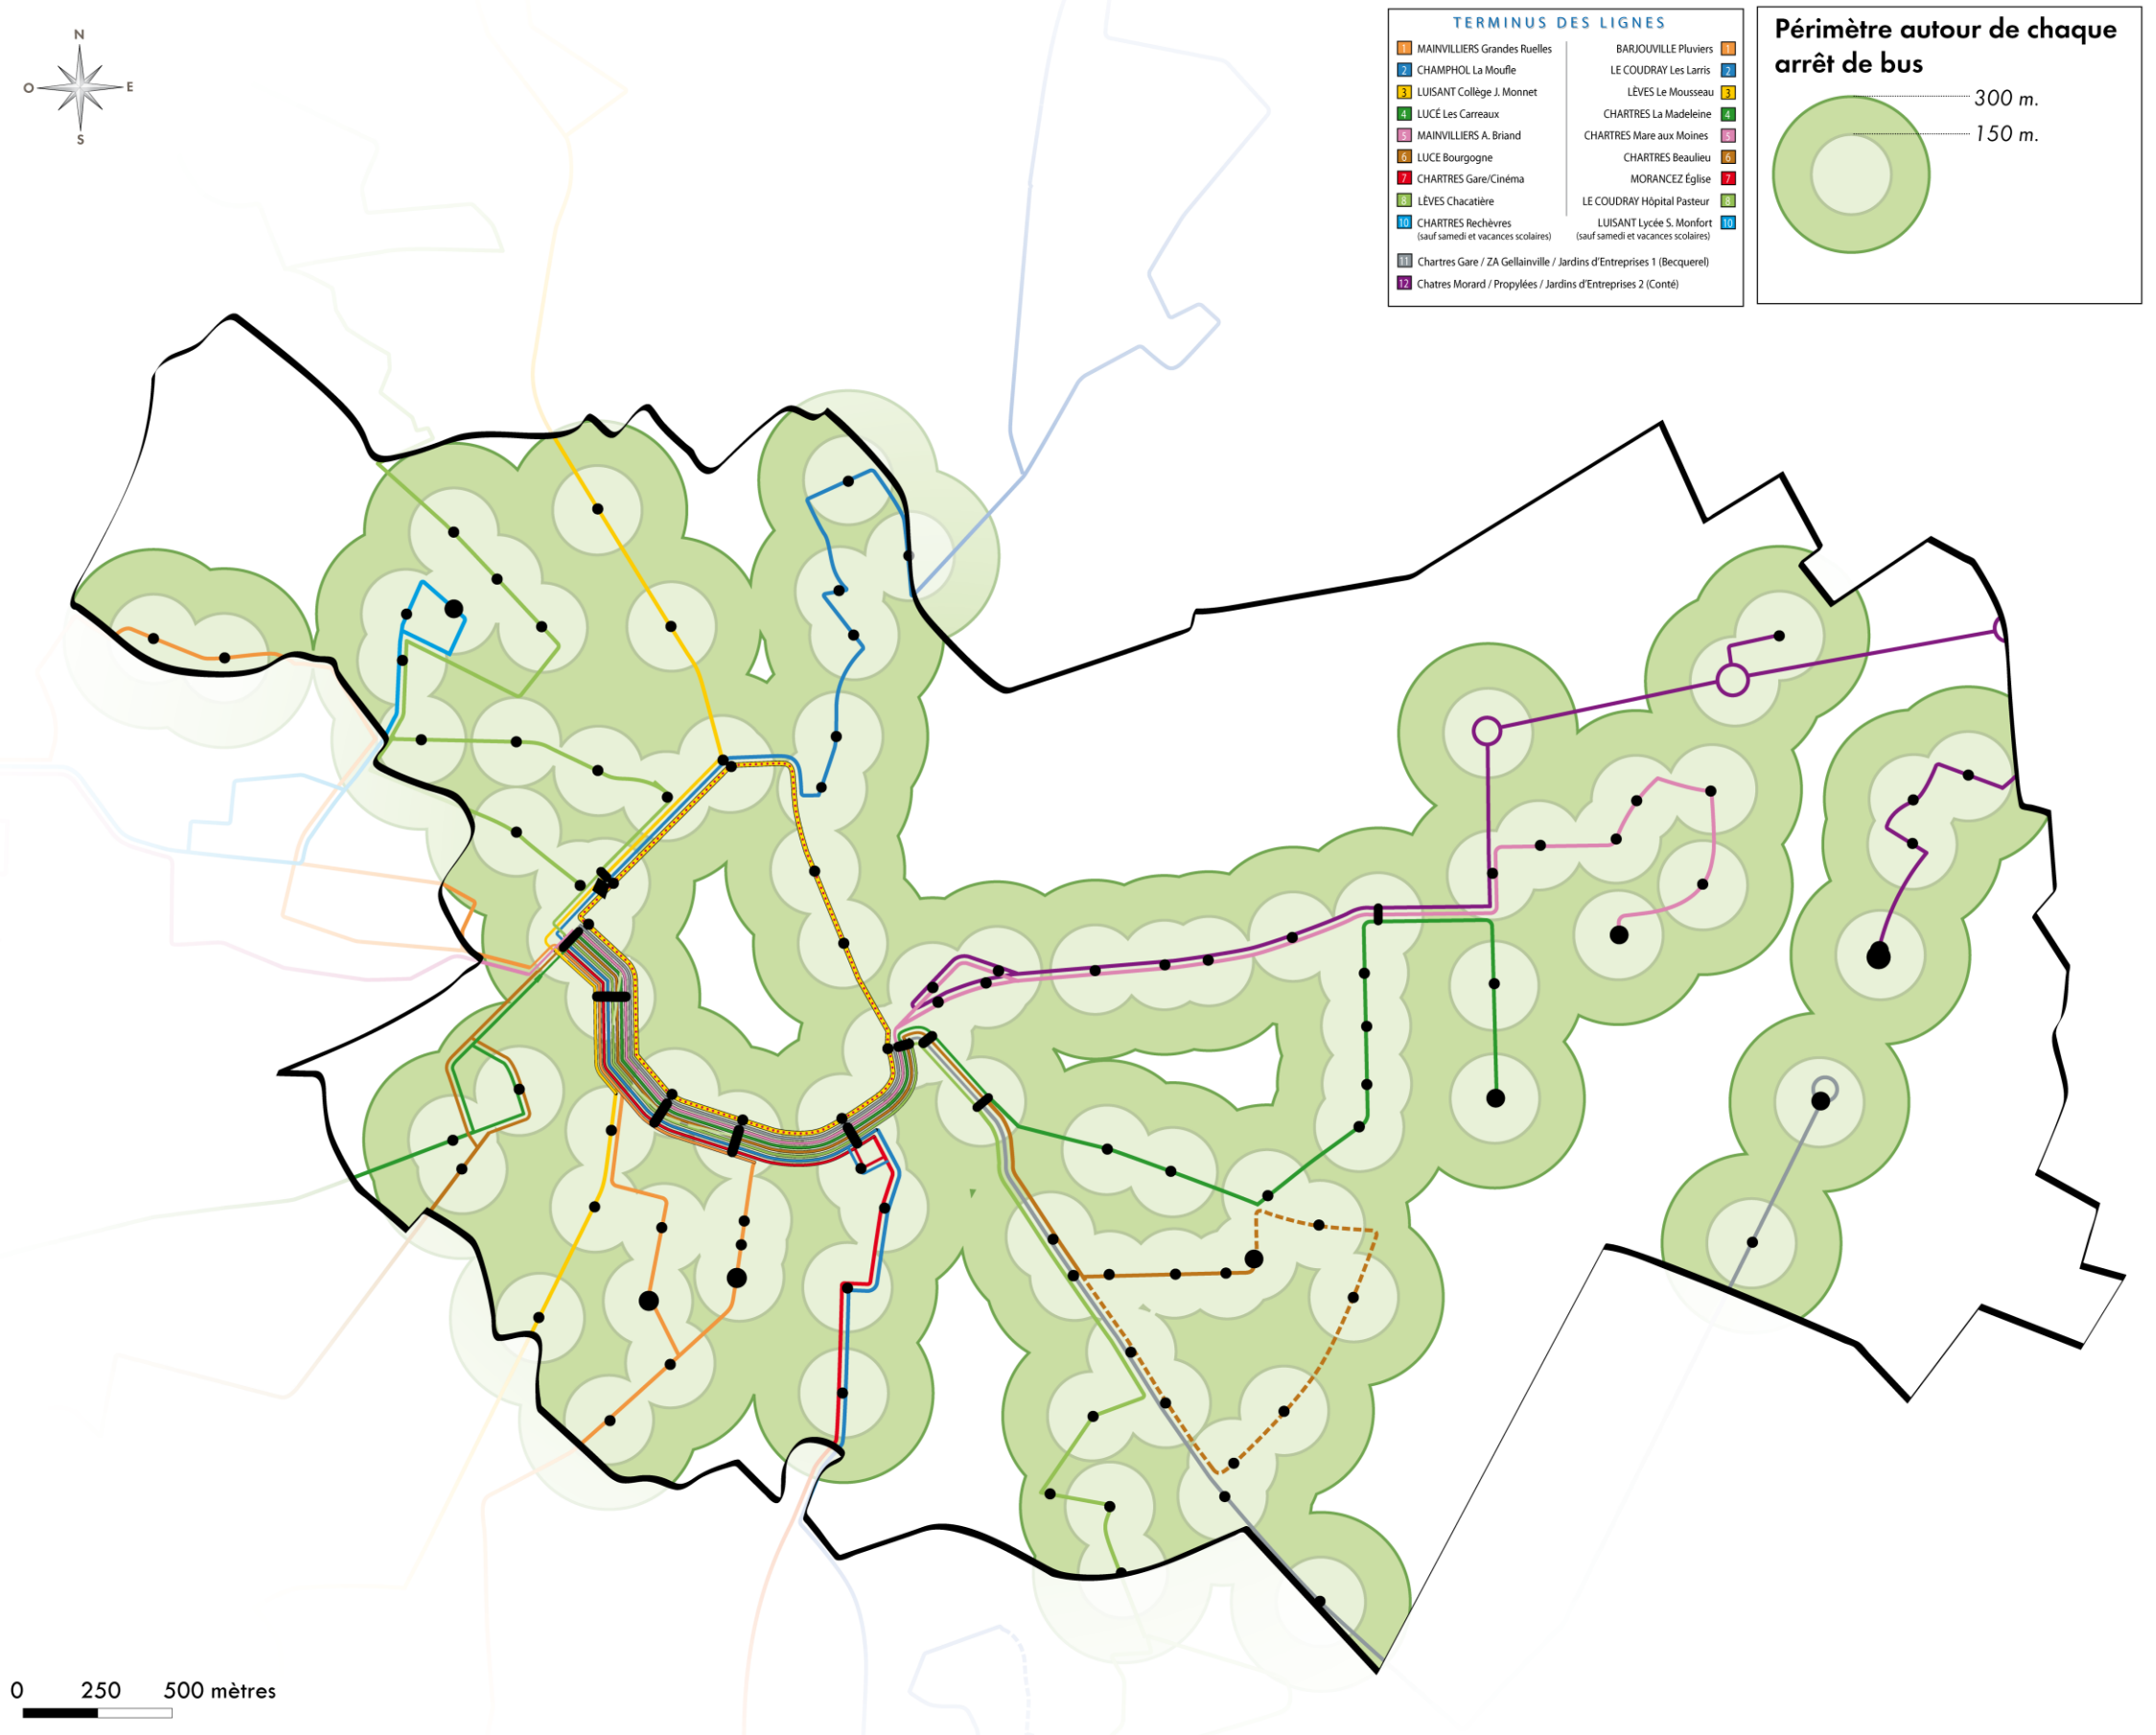 N
O
E
S
TERMINUS DES LIGNES
1 MAINVILLIERS Grandes Ruelles BARJOUVILLE Pluviers 1
2 CHAMPHOL La Moufle LE COUDRAY Les Larris 2
3 LUISANT Collège J. Monnet LÈVES Le Mousseau 3
4 LUCÉ Les Carreaux CHARTRES La Madeleine 4
5 MAINVILLIERS A. Briand CHARTRES Mare aux Moines 5
6 LUCE Bourgogne CHARTRES Beaulieu 6
7 CHARTRES Gare/Cinéma MORANCEZ Église 7
8 LÈVES Chacatière LE COUDRAY Hôpital Pasteur 8
10 CHARTRES Rechèvres LUISANT Lycée S. Monfort 10
(sauf samedi et vacances scolaires) (sauf samedi et vacances scolaires)
11 Chartres Gare / ZA Gellainville / Jardins d'Entreprises 1 (Becquerel)
12 Chatres Morard / Propylées / Jardins d'Entreprises 2 (Conté)
Périmètre autour de chaque
arrêt de bus
300 m.
150 m.
0 250 500 mètres